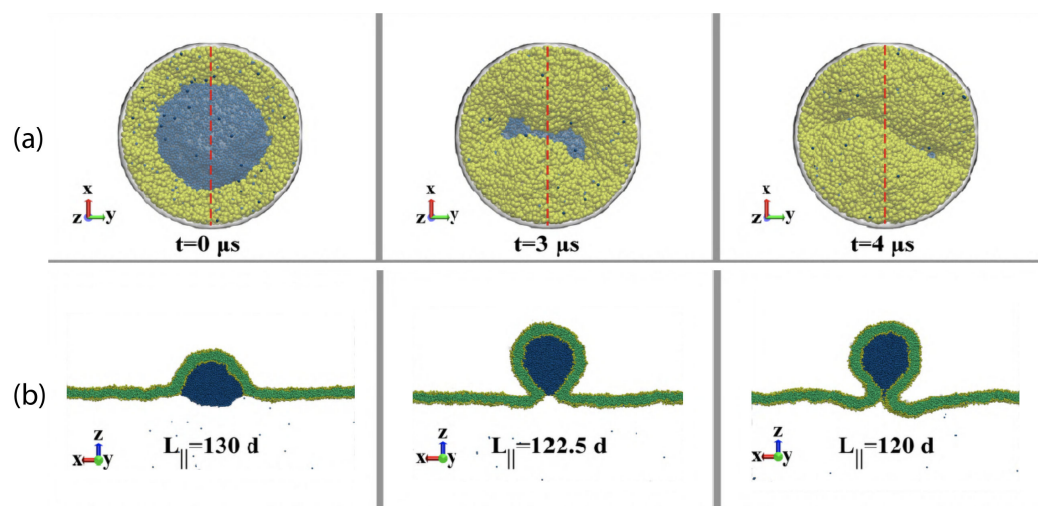 (a)
x
z y
t=0 μs
x
z y
t=3 μs
x
z y
t=4 μs
(b)
z
x y
L||=130 d
z
x y
L||=122.5 d
z
x y
L||=120 d